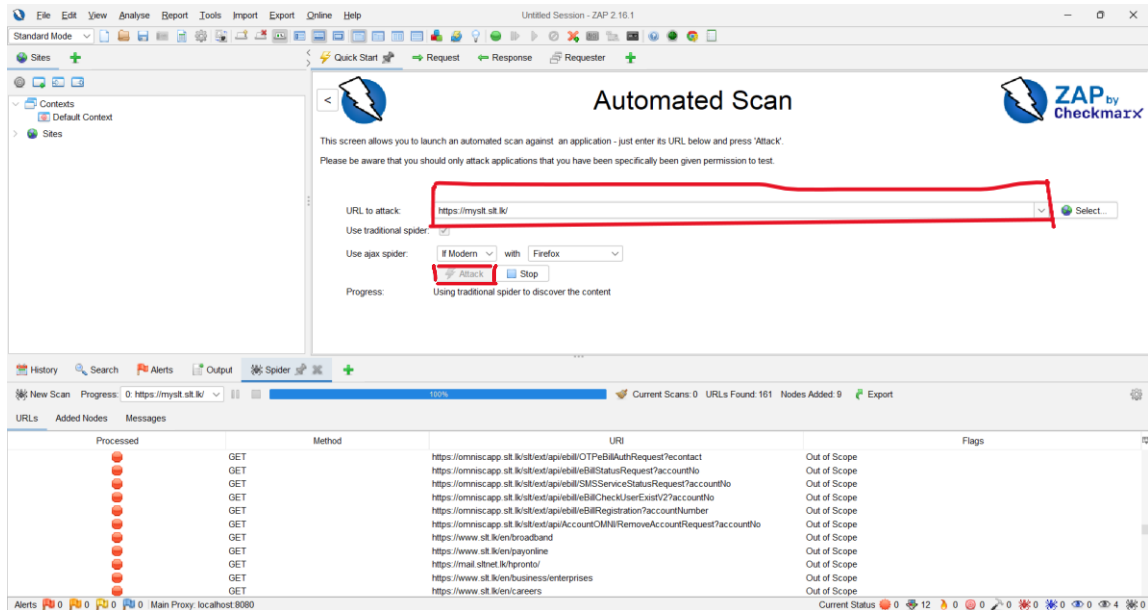 File Edit View Analyse Report Tools Import Export Online Help Untitled Session - ZAP 2.16.1
Standard Mode
Sites Quick Start Request Response Requester
Contexts
Default Context
Sites
<
Automated Scan
ZAP by
Checkmarx
This screen allows you to launch an automated scan against an application - just enter its URL below and press 'Attack'.
Please be aware that you should only attack applications that you have been specifically been given permission to test.
URL to attack: https://myslt.slt.lk/ Select...
Use traditional spider:
Use ajax spider: If Modern with Firefox
Attack Stop
Progress: Using traditional spider to discover the content
History Search Alerts Output Spider
New Scan Progress: 0: https://myslt.slt.lk/ 100% Current Scans: 0 URLs Found: 161 Nodes Added: 9 Export
URLs Added Nodes Messages
Processed Method URI Flags
GET https://omniscapp.slt.lk/slt/ext/api/ebill/OTPeBillAuthRequest?econtact Out of Scope
GET https://omniscapp.slt.lk/slt/ext/api/ebill/eBillStatusRequest?accountNo Out of Scope
GET https://omniscapp.slt.lk/slt/ext/api/ebill/SMSServiceStatusRequest?accountNo Out of Scope
GET https://omniscapp.slt.lk/slt/ext/api/ebill/eBillCheckUserExistV2?accountNo Out of Scope
GET https://omniscapp.slt.lk/slt/ext/api/ebill/eBillRegistration?accountNumber Out of Scope
GET https://omniscapp.slt.lk/slt/ext/api/AccountOMNI/RemoveAccountRequest?accountNo Out of Scope
GET https://www.slt.lk/en/broadband Out of Scope
GET https://www.slt.lk/en/payonline Out of Scope
GET https://mail.sltnet.lk/hpronto/ Out of Scope
GET https://www.slt.lk/en/business/enterprises Out of Scope
GET https://www.slt.lk/en/careers Out of Scope
Alerts 0 0 0 0 Main Proxy: localhost:8080 Current Status 0 12 0 0 0 0 0 0 4 0